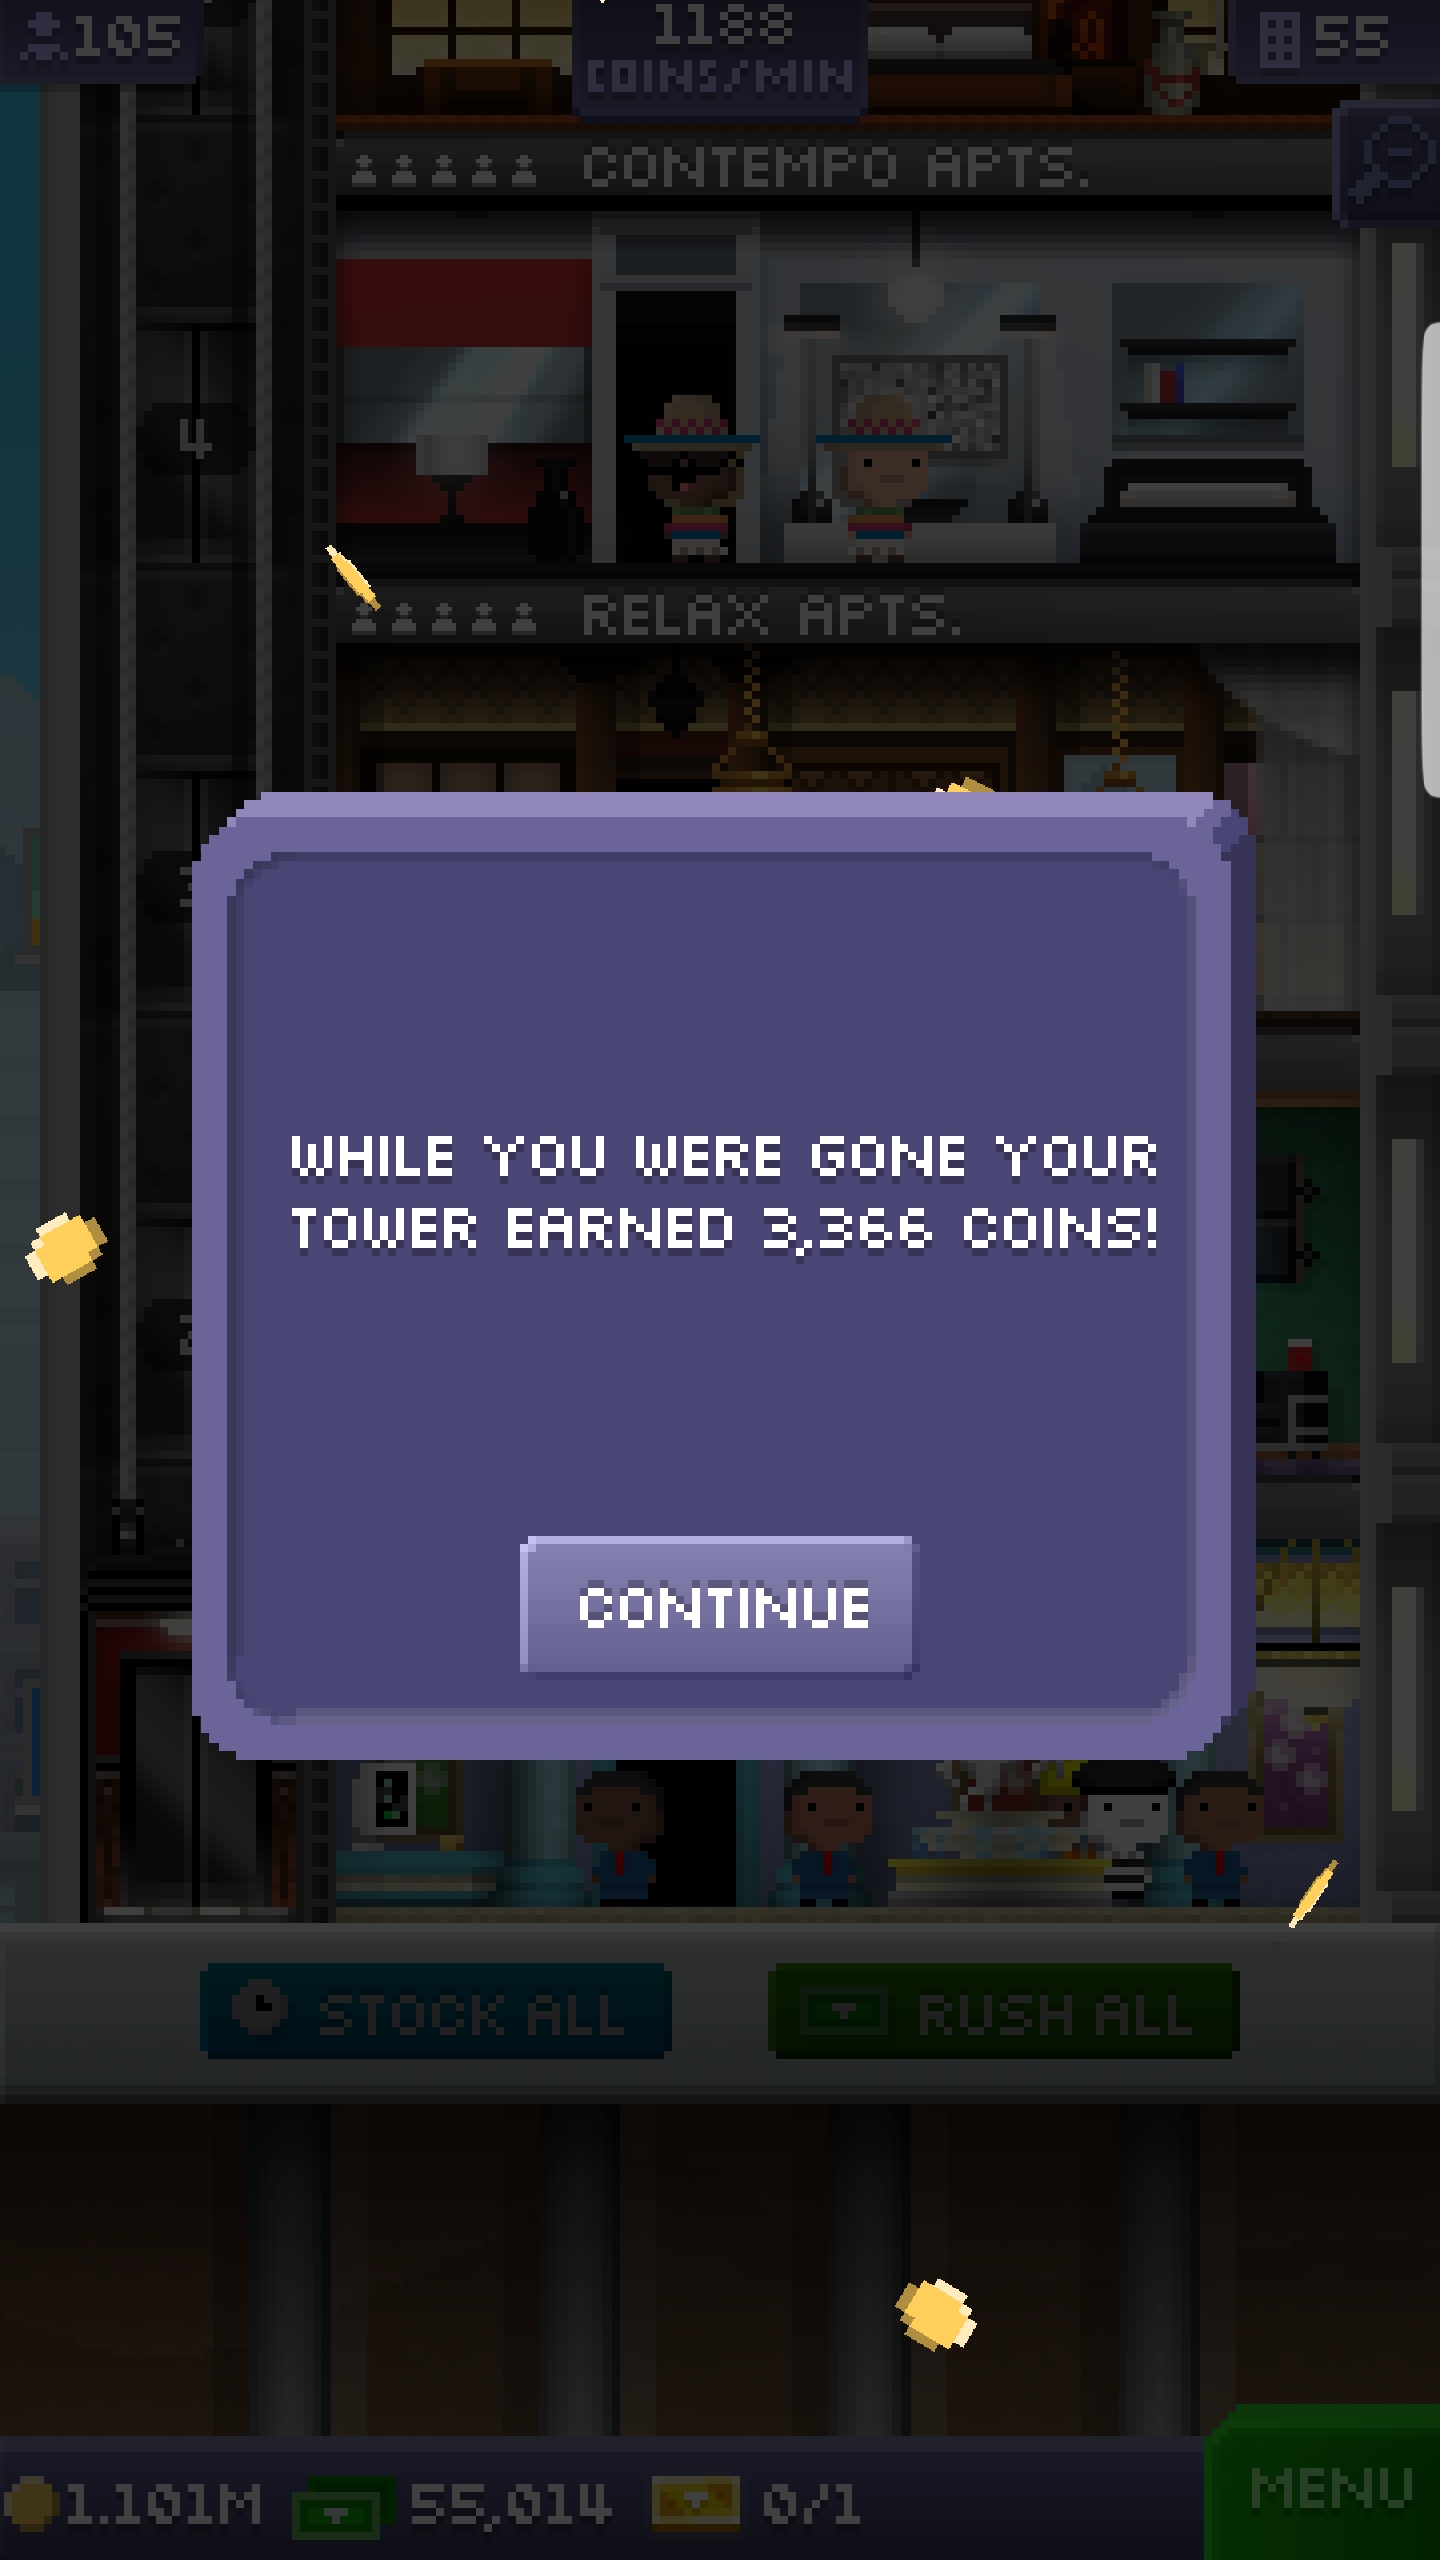 105
1188
COINS/MIN
55
CONTEMPO APTS.
4
RELAX APTS.
WHILE YOU WERE GONE YOUR
TOWER EARNED 3,366 COINS!
CONTINUE
STOCK ALL
RUSH ALL
1.101M
55,014
0/1
MENU